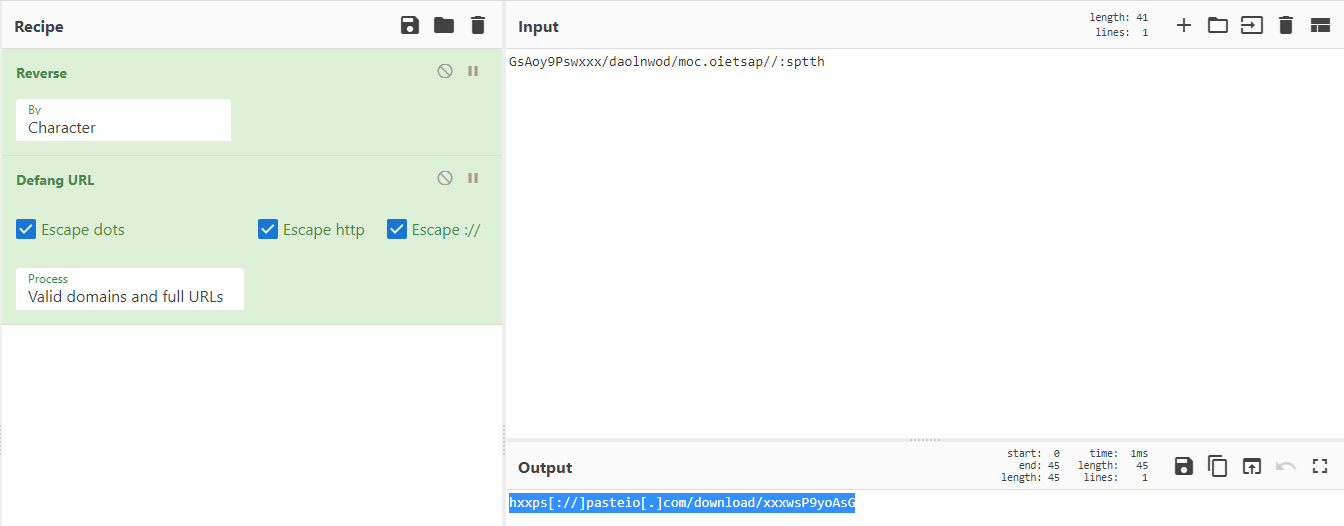 Recipe
Reverse
By
Character
Defang URL
Escape dots
Escape http
Escape ://
Process
Valid domains and full URLs
Input
length: 41
lines: 1
GsAoy9Pswxxx/daolnwod/moc.oietsap//:sptth
Output
start: 0 time: 1ms
end: 45 length: 45
length: 45 lines: 1
hxxps[://]pasteio[.]com/download/xxxwsP9yoAsG